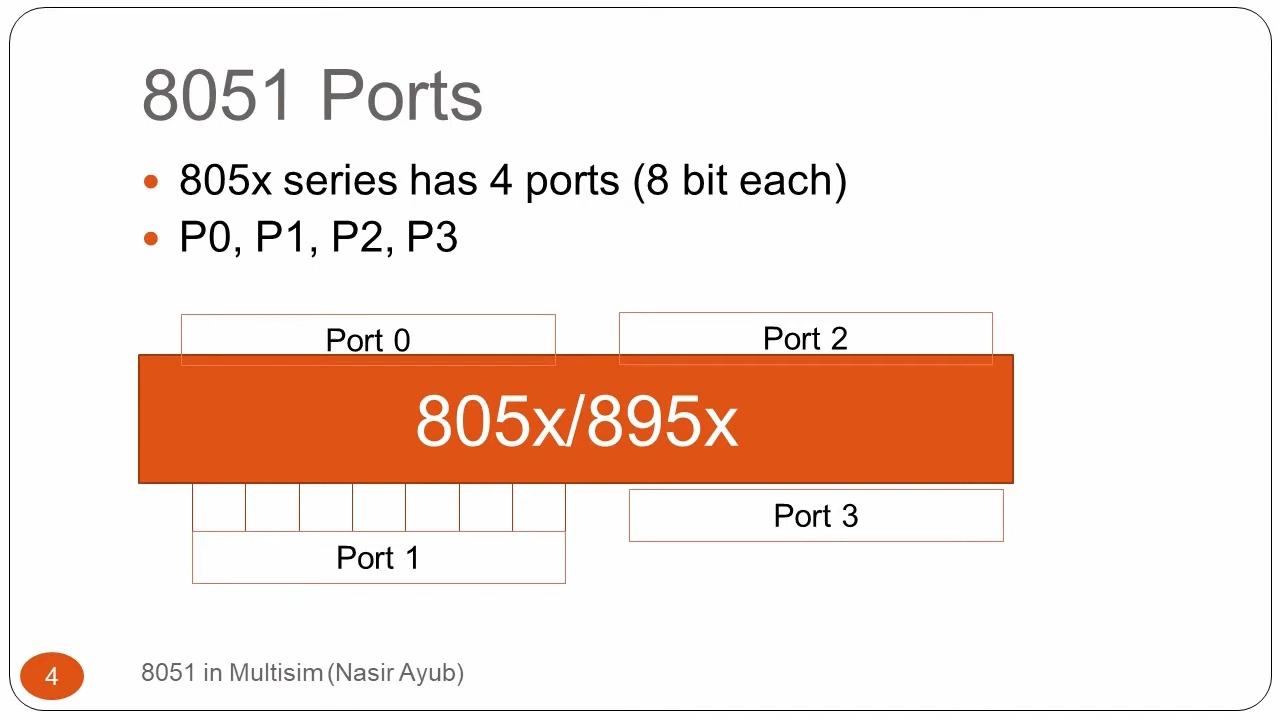 8051 Ports
805x series has 4 ports (8 bit each)
P0, P1, P2, P3
Port 0
Port 2
805x/895x
Port 3
Port 1
4
8051 in Multisim (Nasir Ayub)